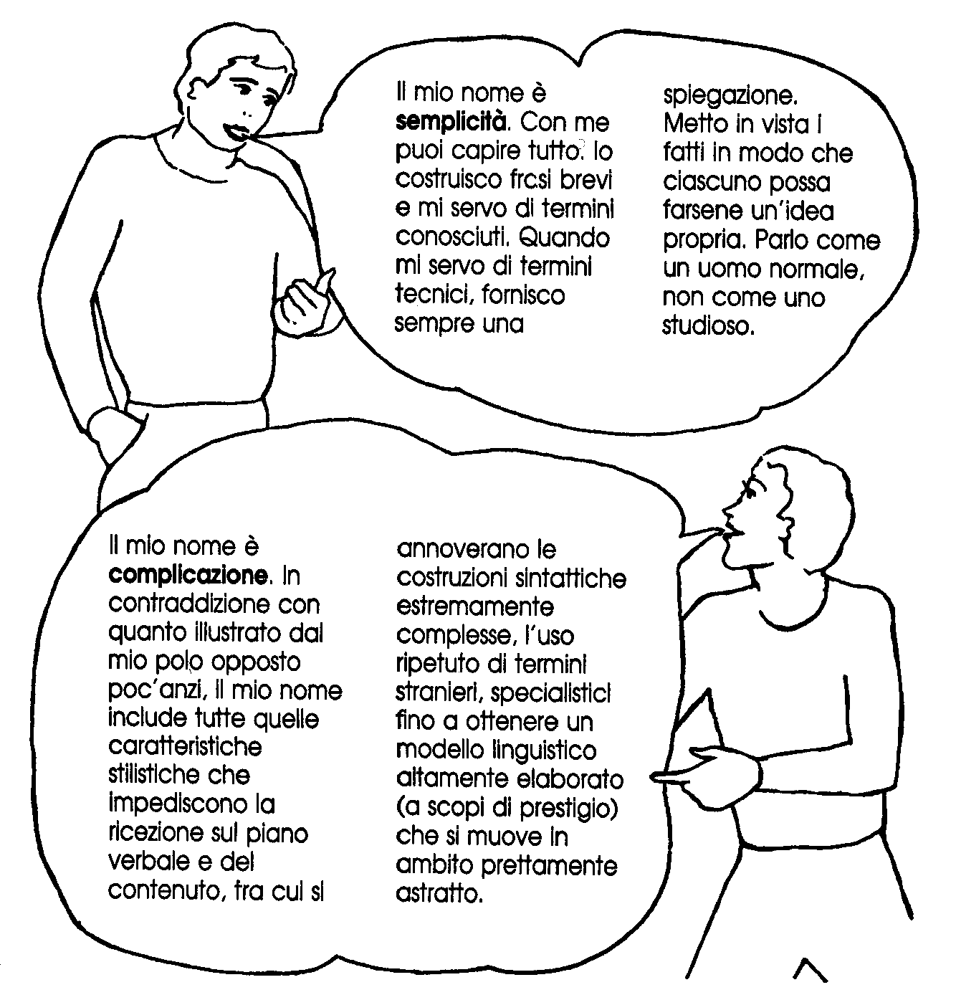 Il mio nome è
semplicità. Con me
puoi capire tutto. Io
costruisco frasi brevi
e mi servo di termini
conosciuti. Quando
mi servo di termini
tecnici, fornisco
sempre una
spiegazione.
Metto in vista i
fatti in modo che
ciascuno possa
farsene un'idea
propria. Parlo come
un uomo normale,
non come uno
studioso.
Il mio nome è
complicazione. In
contraddizione con
quanto illustrato dal
mio polo opposto
poc'anzi, il mio nome
include tutte quelle
caratteristiche
stilistiche che
impediscono la
ricezione sul piano
verbale e del
contenuto, fra cui si
annoverano le
costruzioni sintattiche
estremamente
complesse, l'uso
ripetuto di termini
stranieri, specialistici
fino a ottenere un
modello linguistico
altamente elaborato
(a scopi di prestigio)
che si muove in
ambito prettamente
astratto.